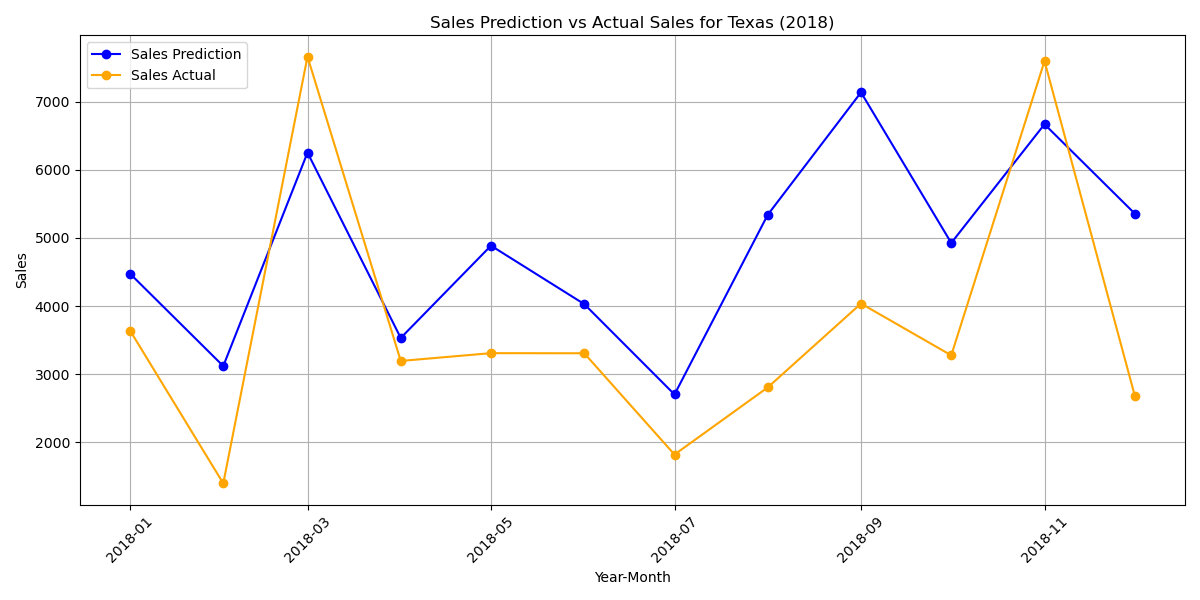 Sales Prediction vs Actual Sales for Texas (2018)
Sales Prediction
Sales Actual
7000
6000
5000
4000
3000
2000
Sales
2018-01
2018-03
2018-05
2018-07
2018-09
2018-11
Year-Month